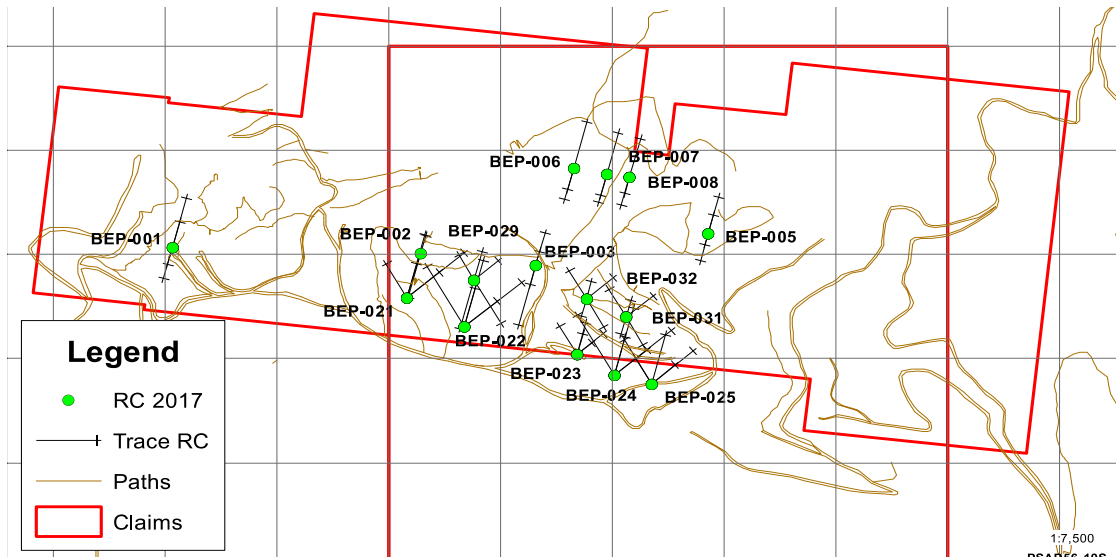 BEP-006
BEP-007
BEP-008
BEP-001
BEP-002
BEP-029
BEP-005
BEP-003
BEP-032
BEP-021
BEP-031
BEP-022
BEP-023
BEP-024
BEP-025
Legend
RC 2017
Trace RC
Paths
Claims
1:7,500